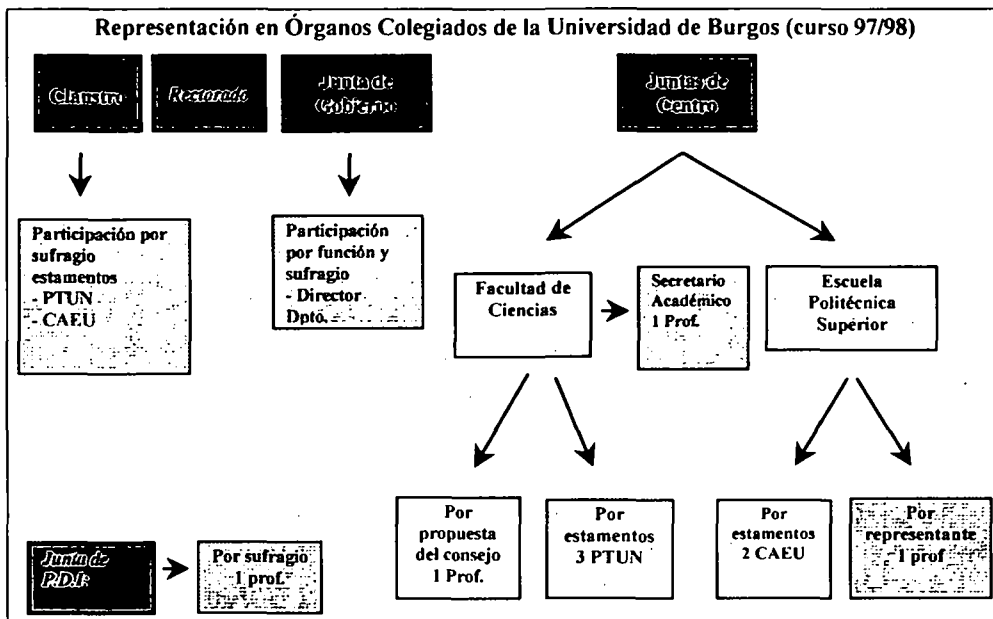 Representación en Órganos Colegiados de la Universidad de Burgos (curso 97/98)
Claustro
Rectorado
Junta de
Gobierno
Juntas de
Centro
Participación por
sufragio
estamentos
- PTUN
- CAEU
Participación
por función y
sufragio
- Director
Dptó.
Facultad de
Ciencias
Secretario
Académico
1 Prof.
Escuela
Politécnica
Superior
Por
propuesta
del consejo
1 Prof.
Por
estamentos
3 PTUN
Por
estamentos
2 CAEU
Por
representante
1 prof
Junta de
P.D.I:
Por sufragio
1 prof.